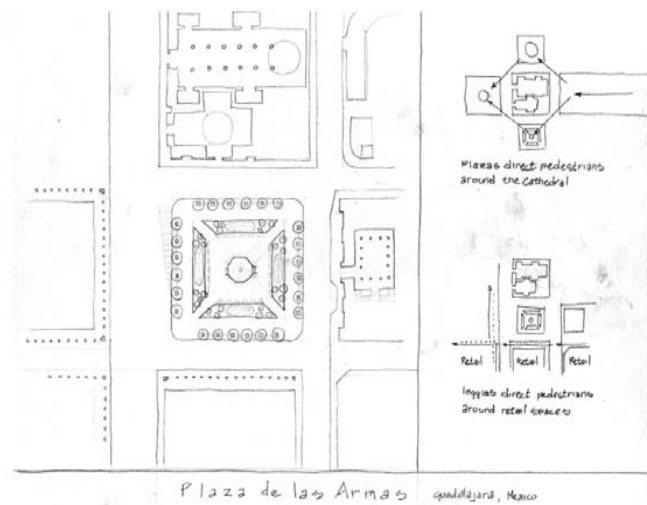 Plazas direct pedestrians
around the Cathedral
Retail Retail Retail
loggias direct pedestrians
around retail spaces
Plaza de las Armas Guadalajara, Mexico